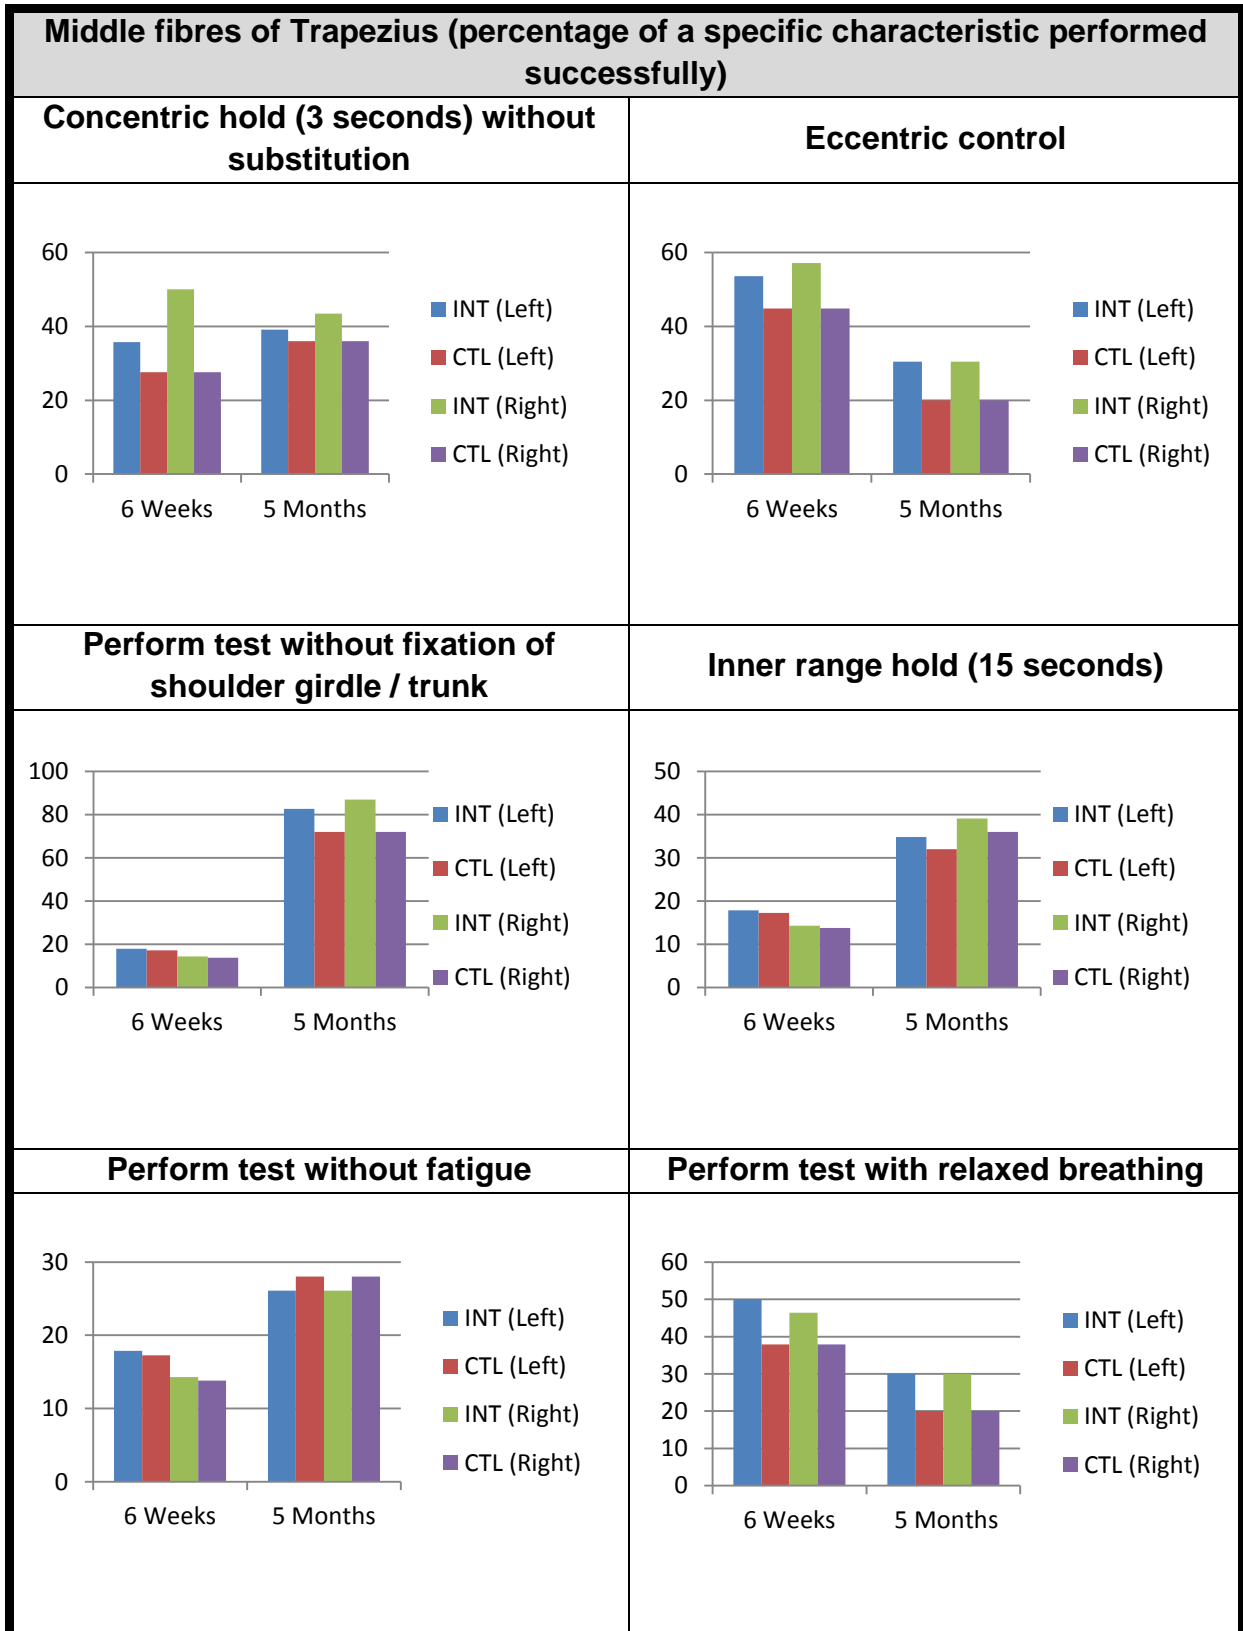 Middle fibres of Trapezius (percentage of a specific characteristic performed
successfully)
Concentric hold (3 seconds) without
substitution
Eccentric control
60
40
20
0
6 Weeks
5 Months
INT (Left)
CTL (Left)
INT (Right)
CTL (Right)
60
40
20
0
6 Weeks
5 Months
INT (Left)
CTL (Left)
INT (Right)
CTL (Right)
Perform test without fixation of
shoulder girdle / trunk
Inner range hold (15 seconds)
100
80
60
40
20
0
6 Weeks
5 Months
INT (Left)
CTL (Left)
INT (Right)
CTL (Right)
50
40
30
20
10
0
6 Weeks
5 Months
INT (Left)
CTL (Left)
INT (Right)
CTL (Right)
Perform test without fatigue
Perform test with relaxed breathing
30
20
10
0
6 Weeks
5 Months
INT (Left)
CTL (Left)
INT (Right)
CTL (Right)
60
50
40
30
20
10
0
6 Weeks
5 Months
INT (Left)
CTL (Left)
INT (Right)
CTL (Right)